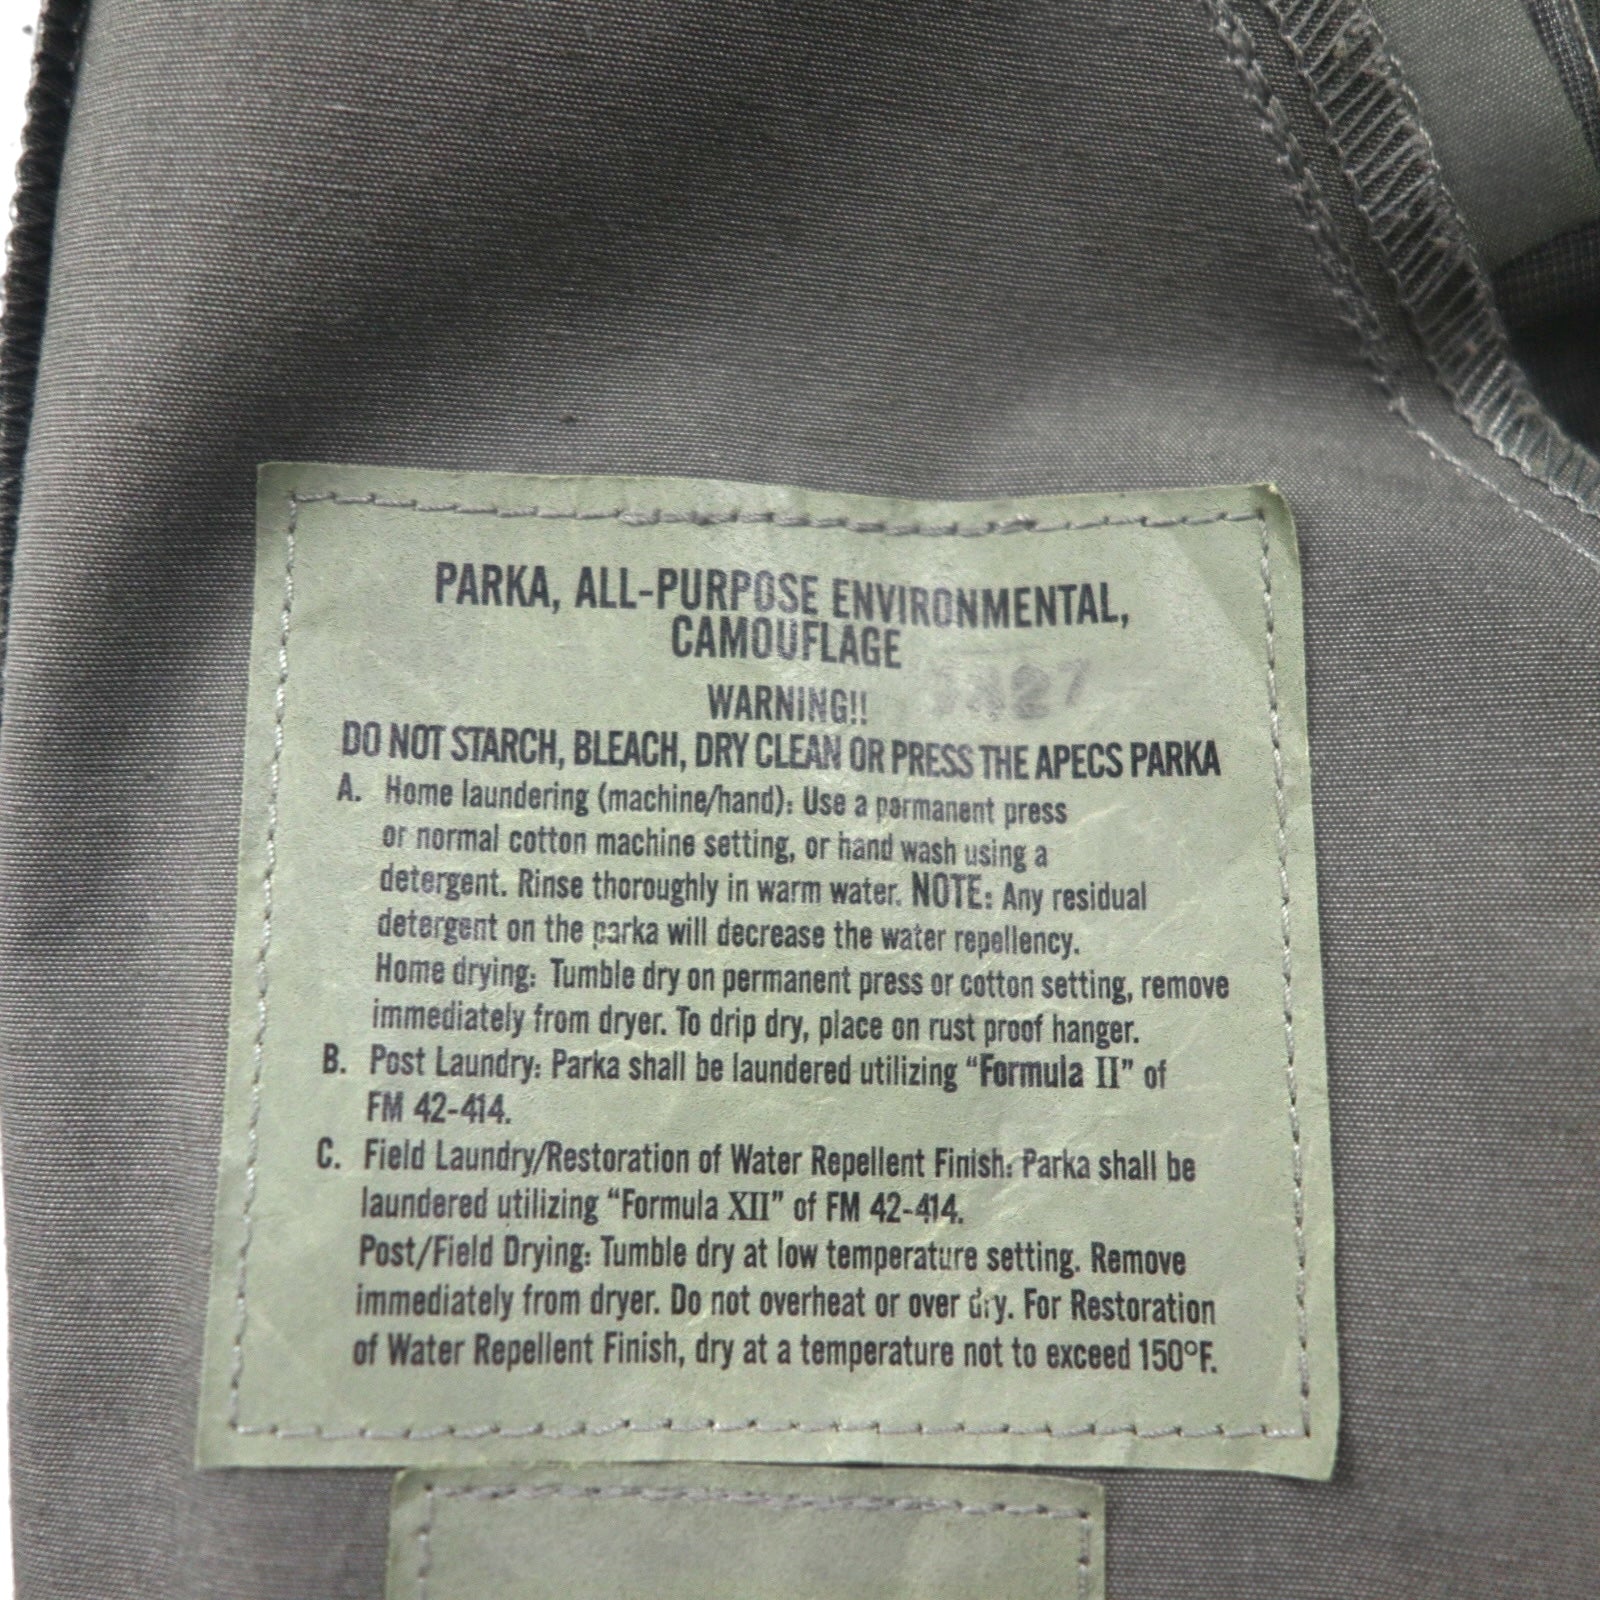 PARKA, ALL-PURPOSE ENVIRONMENTAL,
CAMOUFLAGE
WARNING!!
DO NOT STARCH, BLEACH, DRY CLEAN OR PRESS THE APECS PARKA
A. Home laundering (machine/hand): Use a permanent press
or normal cotton machine setting, or hand wash using a
detergent. Rinse thoroughly in warm water. NOTE: Any residual
detergent on the parka will decrease the water repellency.
Home drying: Tumble dry on permanent press or cotton setting, remove
immediately from dryer. To drip dry, place on rust proof hanger.
B. Post Laundry: Parka shall be laundered utilizing “Formula II” of
FM 42-414.
C. Field Laundry/Restoration of Water Repellent Finish: Parka shall be
laundered utilizing “Formula XII” of FM 42-414.
Post/Field Drying: Tumble dry at low temperature setting. Remove
immediately from dryer. Do not overheat or over dry. For Restoration
of Water Repellent Finish, dry at a temperature not to exceed 150°F.